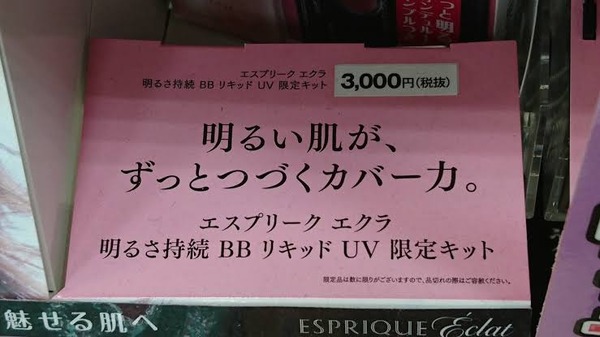 エスプリーク エクラ
明るさ持続 BB リキッド UV 限定キット
3,000円(税抜)
明るい肌が、
ずっとつづくカバー力。
エスプリーク エクラ
明るさ持続 BB リキッド UV 限定キット
限定品は数に限りがございますので、品切れの際はご容赦ください。
魅せる肌へ
ESPRIQUE Éclat